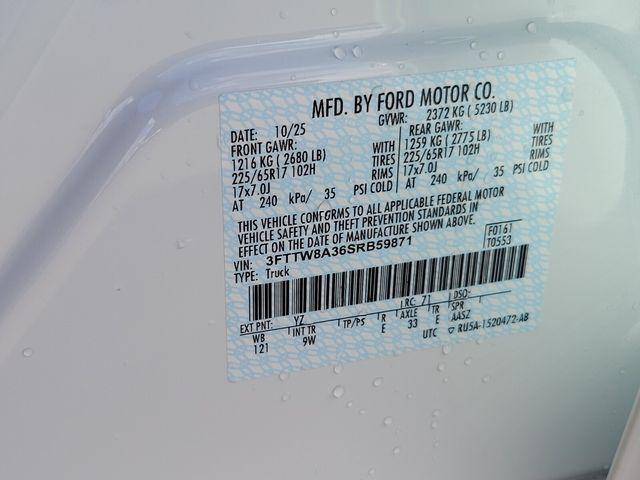 MFD. BY FORD MOTOR CO.
DATE: 10/25 GVWR: 2372 KG ( 5230 LB)
FRONT GAWR: REAR GAWR:
1216 KG ( 2680 LB) WITH 1259 KG ( 2775 LB) WITH
225/65R17 102H TIRES 225/65R17 102H TIRES
17x7.0J RIMS 17x7.0J RIMS
AT 240 kPa/ 35 PSI COLD AT 240 kPa/ 35 PSI COLD
THIS VEHICLE CONFORMS TO ALL APPLICABLE FEDERAL MOTOR
VEHICLE SAFETY AND THEFT PREVENTION STANDARDS IN
EFFECT ON THE DATE OF MANUFACTURE SHOWN ABOVE.
VIN: 3FTTW8A36SRB59871 F0161
TYPE: Truck T0553
EXT PNT: YZ RC: 71 DSO:
WB INT TR TP/PS R AXLE TR SPR
121 9W E 33 E AASZ
UTC RU5A-1520472-AB